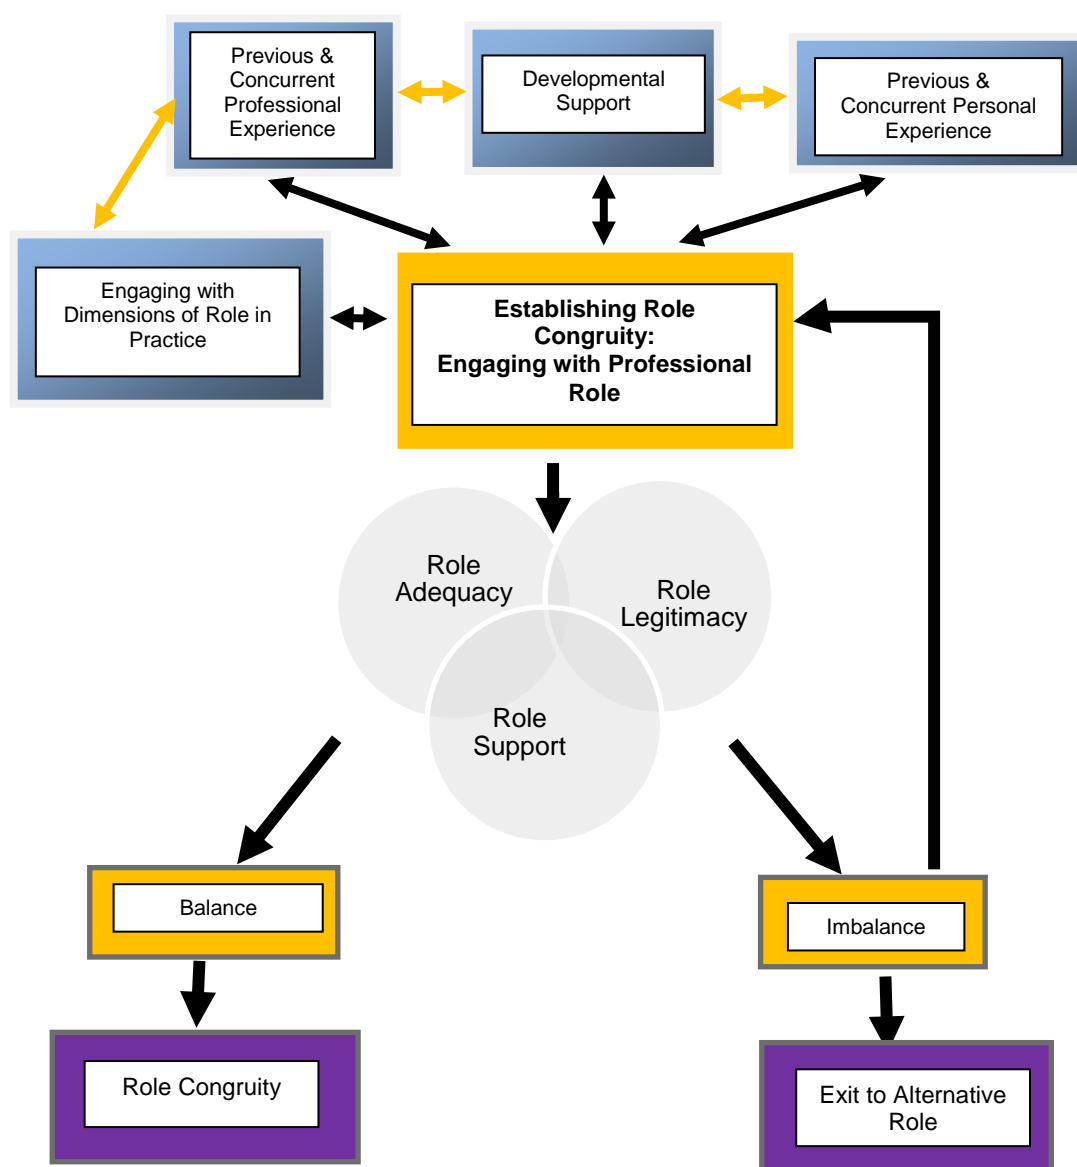 Previous &
Concurrent
Professional
Experience
Developmental
Support
Previous &
Concurrent Personal
Experience
Engaging with
Dimensions of Role in
Practice
Establishing Role
Congruity:
Engaging with Professional
Role
Role
Adequacy
Role
Legitimacy
Role
Support
Balance
Imbalance
Role Congruity
Exit to Alternative
Role